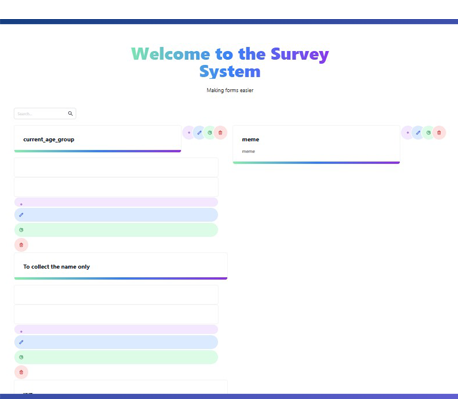 Welcome to the Survey
System
Making forms easier
Search...
current_age_group
meme
meme
To collect the name only